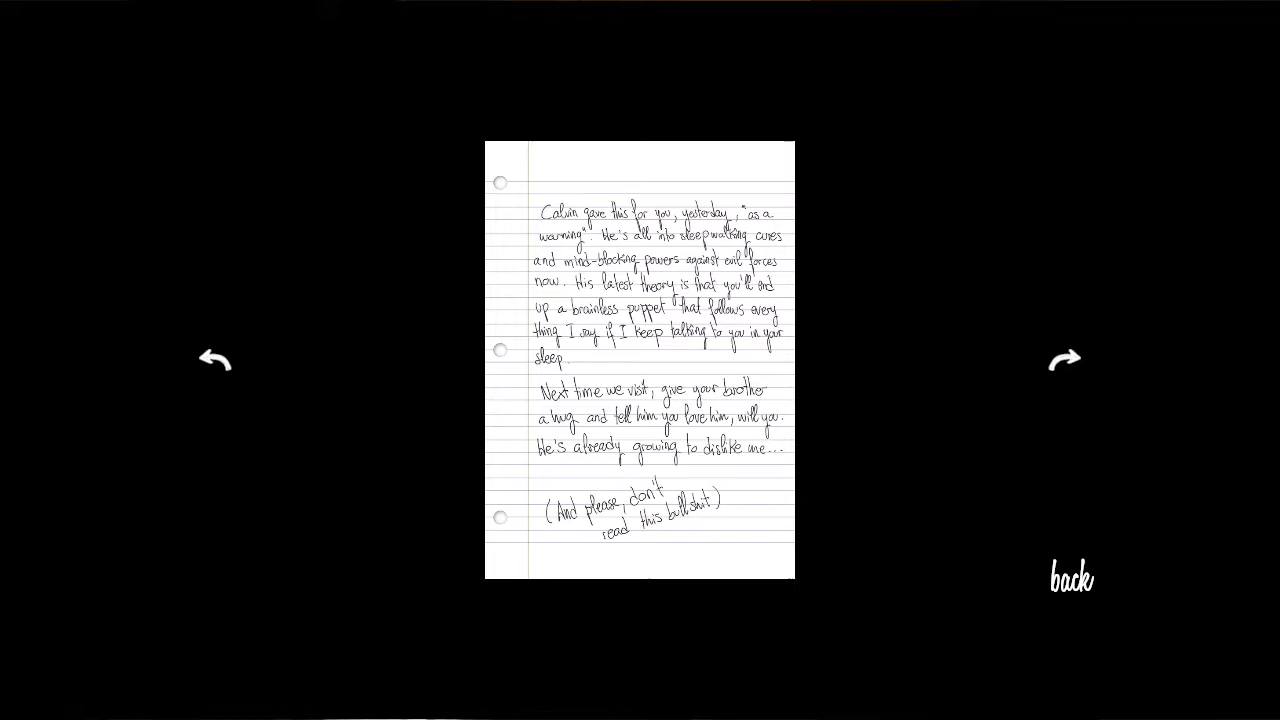 Calvin gave this for you, yesterday, "as a
warning". He's all into sleepwalking cures
and mind-blocking powers against evil forces
now. His latest theory is that you'll end
up a brainless puppet that follows every
thing I say if I keep talking to you in your
sleep.
Next time we visit, give your brother
a hug and tell him you love him, will you.
He's already growing to dislike me...
(And please, don't
read this bullshit)
back